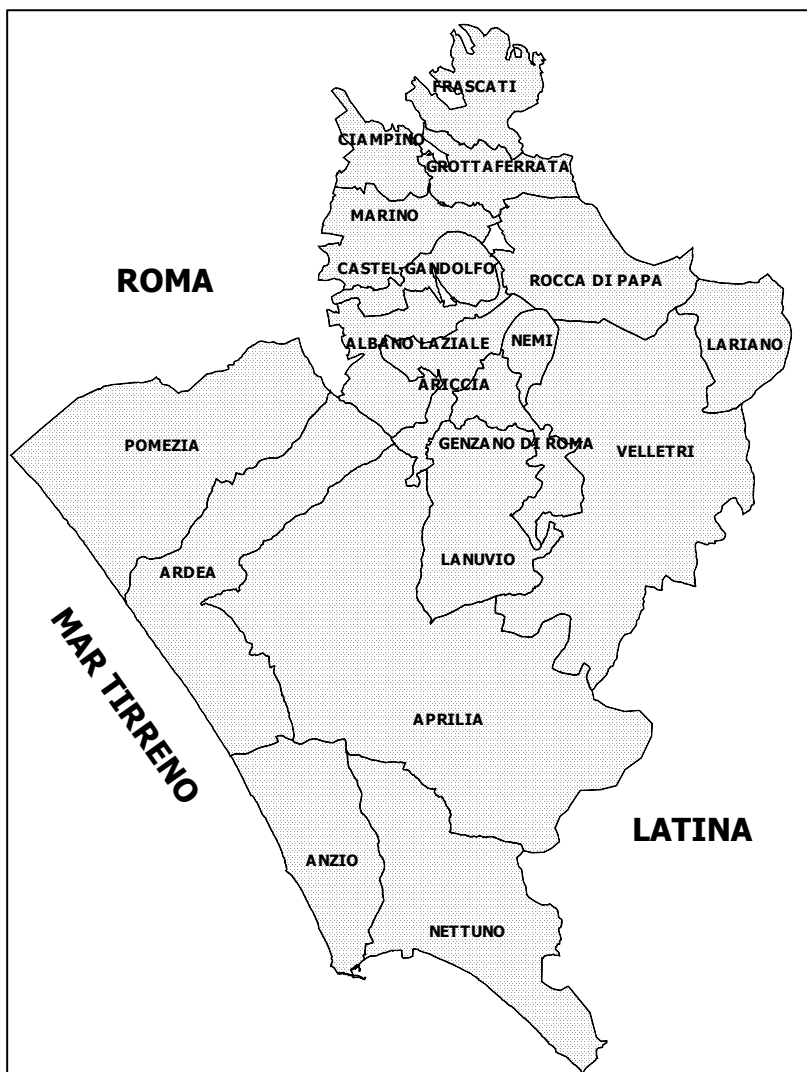 FRASCATI
CIAMPINO
GROTTAFERRATA
MARINO
CASTEL GANDOLFO
ROCCA DI PAPA
ROMA
ALBANO LAZIALE
NEMI
LARIANO
ARICCIA
POMEZIA
GENZANO DI ROMA
VELLETRI
ARDEA
LANUVIO
MAR TIRRENO
APRILIA
LATINA
ANZIO
NETTUNO